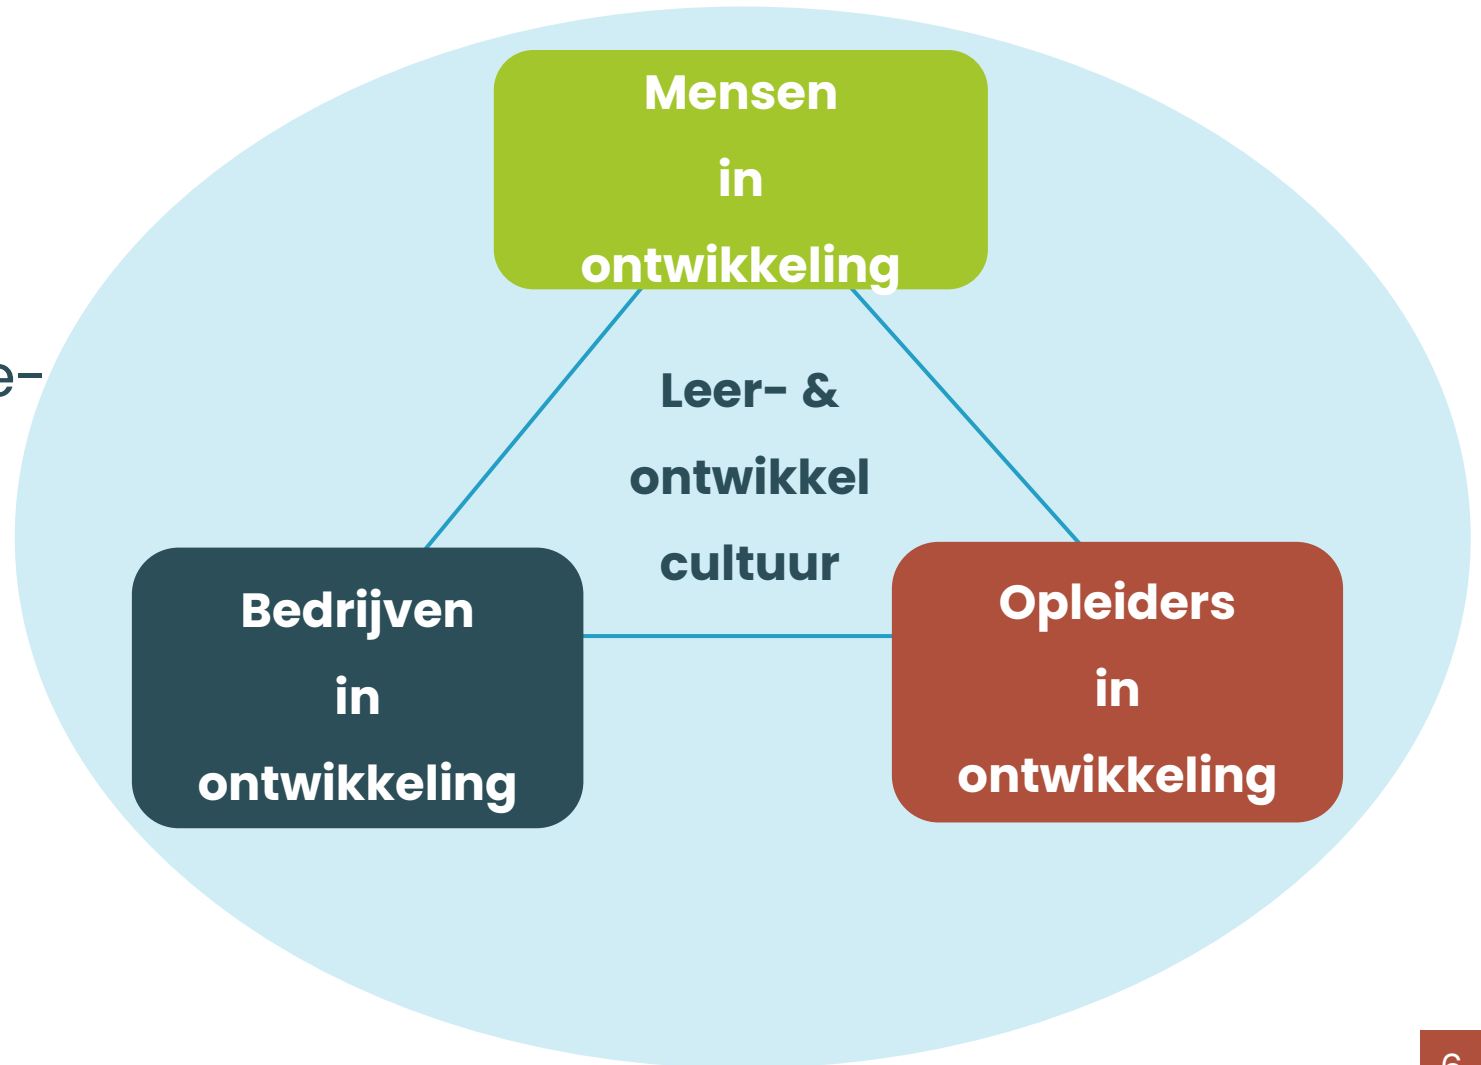 Mensen
in
ontwikkeling
e-
Leer- &
ontwikkel
cultuur
Bedrijven
in
ontwikkeling
Opleiders
in
ontwikkeling